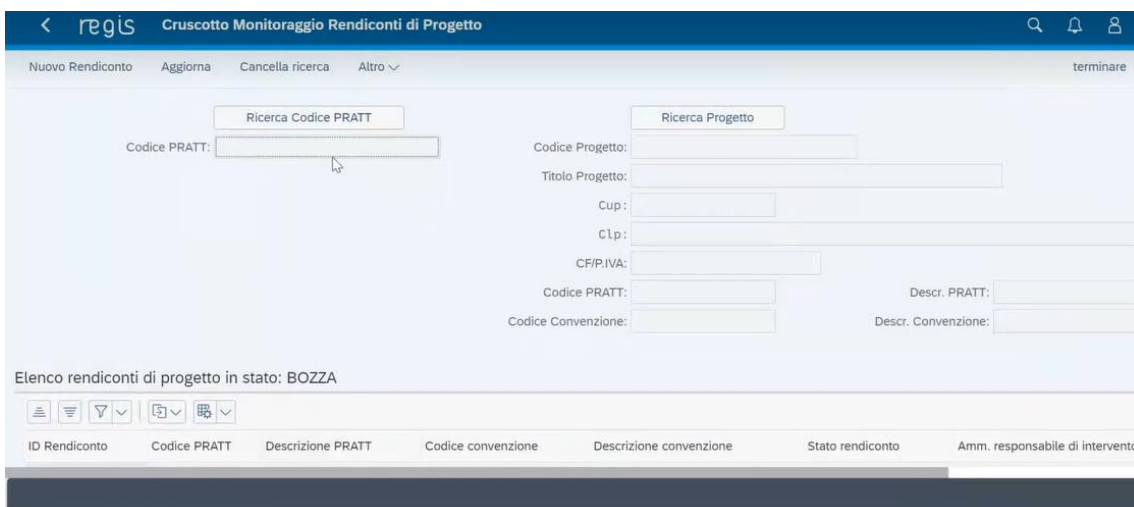 regis Cruscotto Monitoraggio Rendiconti di Progetto
Nuovo Rendiconto Aggiorna Cancella ricerca Altro terminare
Ricerca Codice PRATT Ricerca Progetto
Codice PRATT: Codice Progetto:
Titolo Progetto:
Cup:
Clp:
CF/P.IVA:
Codice PRATT: Descr. PRATT:
Codice Convenzione: Descr. Convenzione:
Elenco rendiconti di progetto in stato: BOZZA
ID Rendiconto Codice PRATT Descrizione PRATT Codice convenzione Descrizione convenzione Stato rendiconto Amm. responsabile di intervento